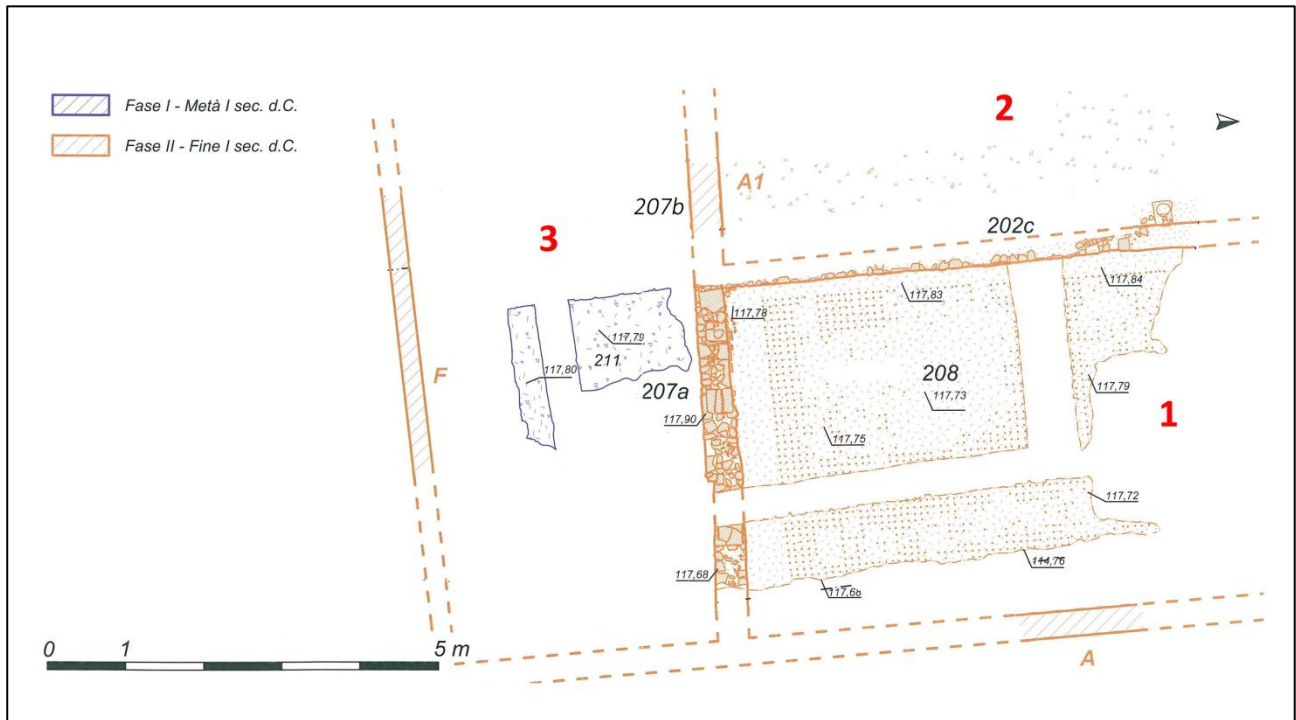 Fase I - Metà I sec. d.C.
Fase II - Fine I sec. d.C.
2
A1
207b
3
202c
117,84
117,83
117,78
117,79
211
117,80
207a
F
208
117,79
117,73
1
117,90
117,75
117,72
117,68
144,76
117,6b
0 1 5 m
A